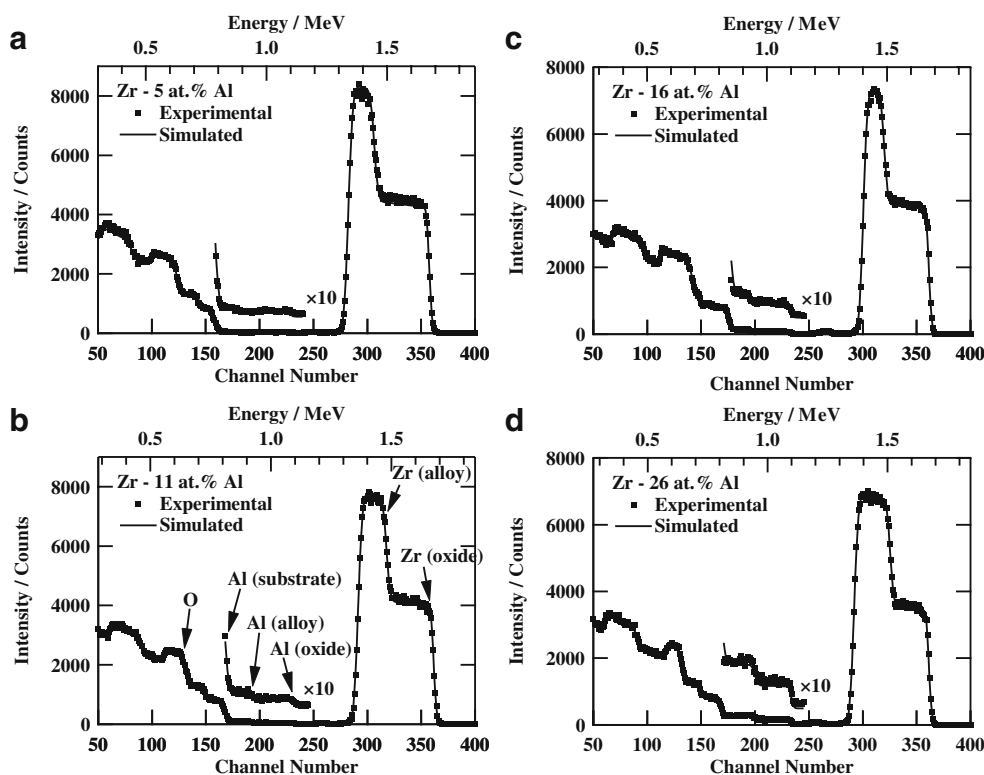 a
Energy / MeV
0.5 1.0 1.5
Zr - 5 at.% Al
Experimental
Simulated
×10
Intensity / Counts
8000
6000
4000
2000
0
50 100 150 200 250 300 350 400
Channel Number
c
Energy / MeV
0.5 1.0 1.5
Zr - 16 at.% Al
Experimental
Simulated
×10
Intensity / Counts
8000
6000
4000
2000
0
50 100 150 200 250 300 350 400
Channel Number
b
Energy / MeV
0.5 1.0 1.5
Zr - 11 at.% Al
Experimental
Simulated
Zr (alloy)
Zr (oxide)
Al (substrate)
O
Al (alloy)
Al (oxide)
×10
Intensity / Counts
8000
6000
4000
2000
0
50 100 150 200 250 300 350 400
Channel Number
d
Energy / MeV
0.5 1.0 1.5
Zr - 26 at.% Al
Experimental
Simulated
×10
Intensity / Counts
8000
6000
4000
2000
0
50 100 150 200 250 300 350 400
Channel Number